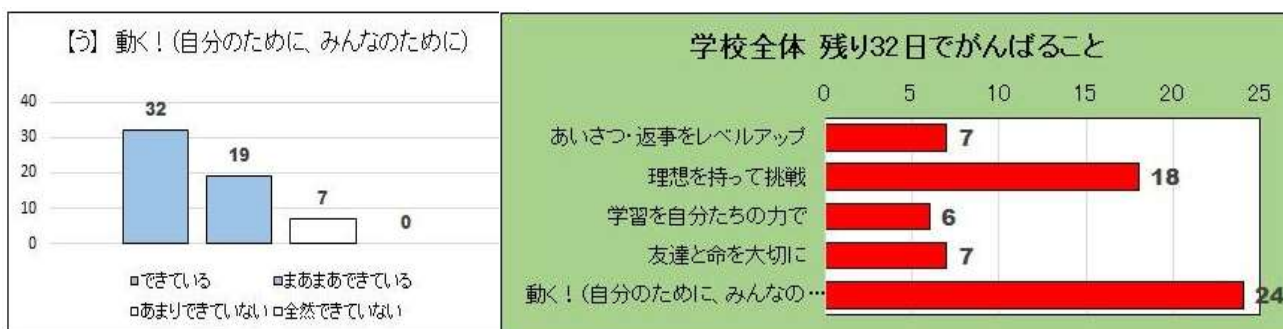 【う】 動く！(自分のために、みんなのために)
40
30
20
10
0
32
19
7
0
できている まあまあできている
あまりできていない 全然できていない
学校全体 残り32日でがんばること
0 5 10 15 20 25
あいさつ・返事をレベルアップ 7
理想を持って挑戦 18
学習を自分たちの力で 6
友達と命を大切に 7
動く！(自分のために、みんなの… 24